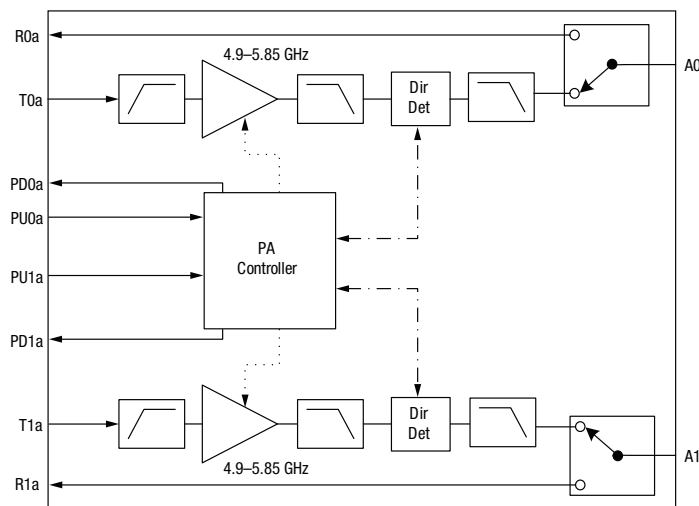 R0a
4.9–5.85 GHz
A0
T0a
Dir
Det
PD0a
PU0a
PA
Controller
PU1a
PD1a
T1a
Dir
Det
A1
4.9–5.85 GHz
R1a